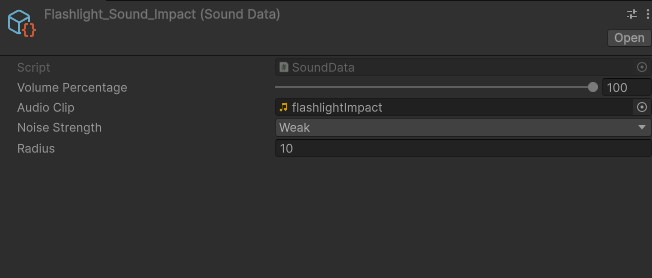 Flashlight_Sound_Impact (Sound Data)
Open
Script SoundData
Volume Percentage 100
Audio Clip flashlightImpact
Noise Strength Weak
Radius 10